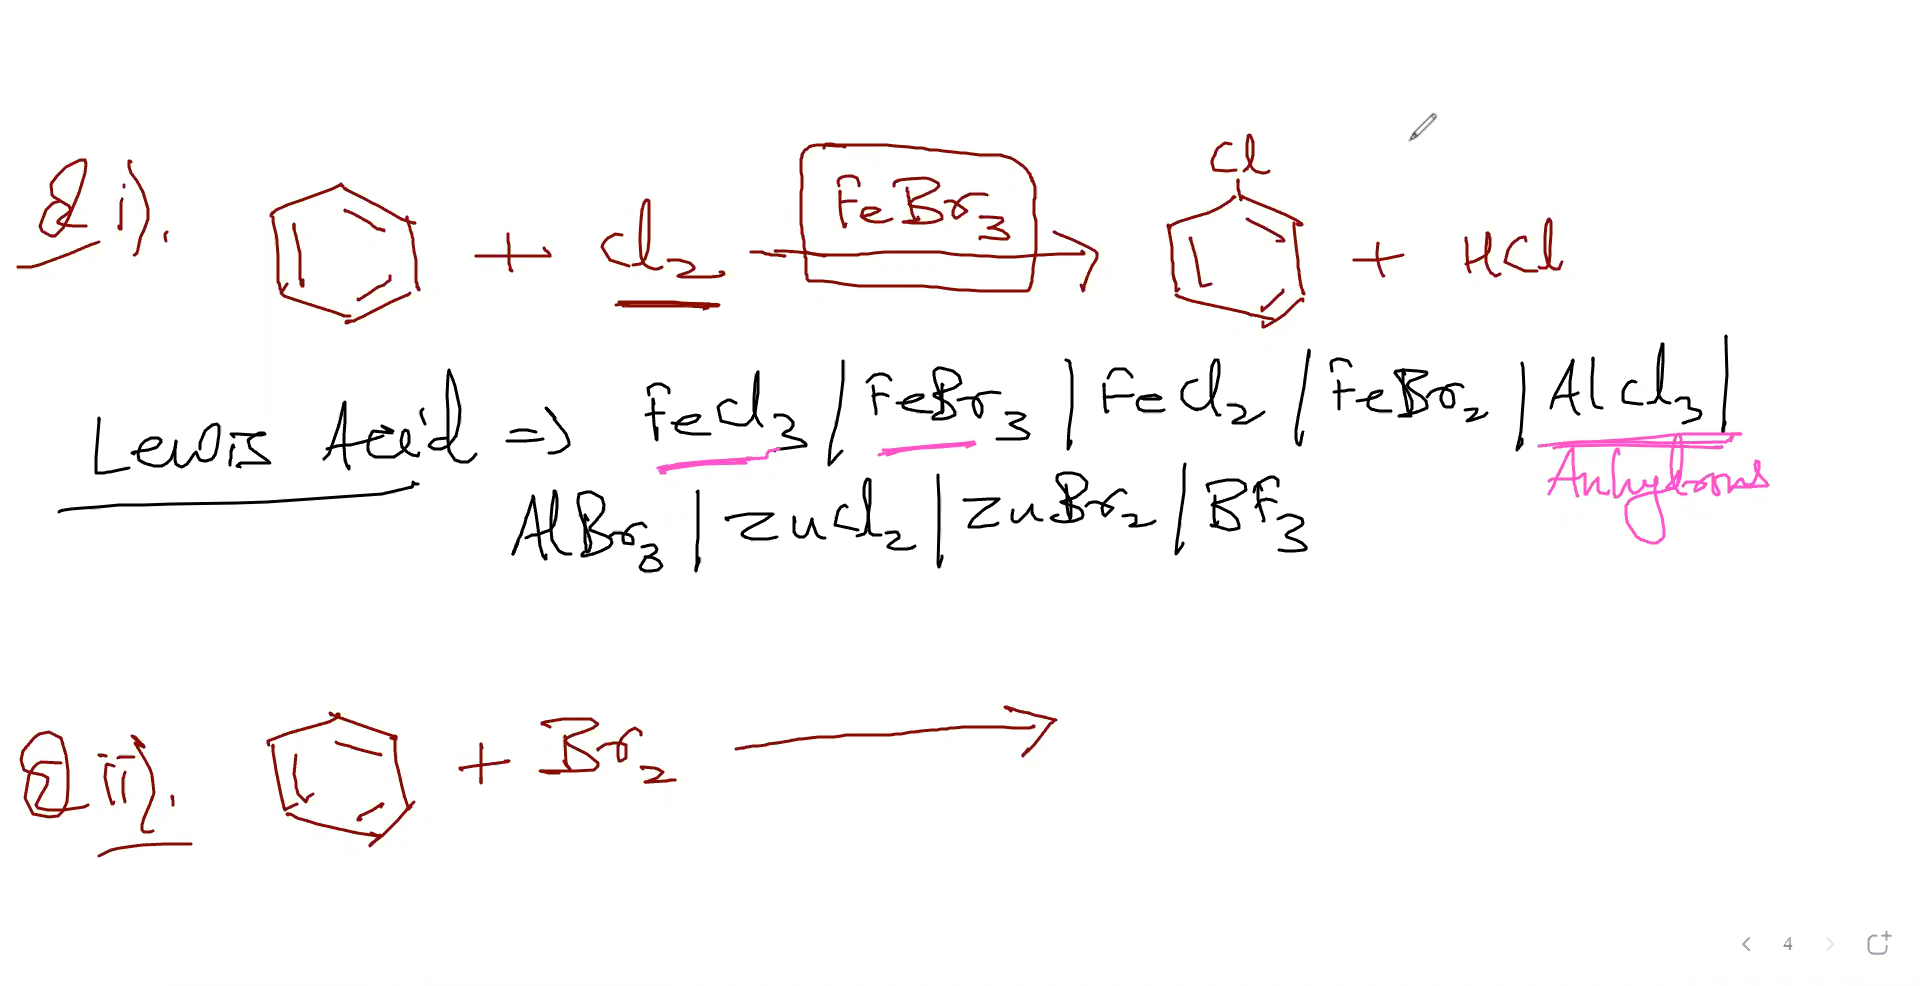 Q i).
+ Cl2 FeBr3 Cl + HCl
Lewis Acid => FeCl3 / FeBr3 | FeCl2 / FeBr2 | AlCl3 |
Anhydrous
AlBr3 | ZnCl2 | ZnBr2 / BF3
Q ii).
+ Br2
4